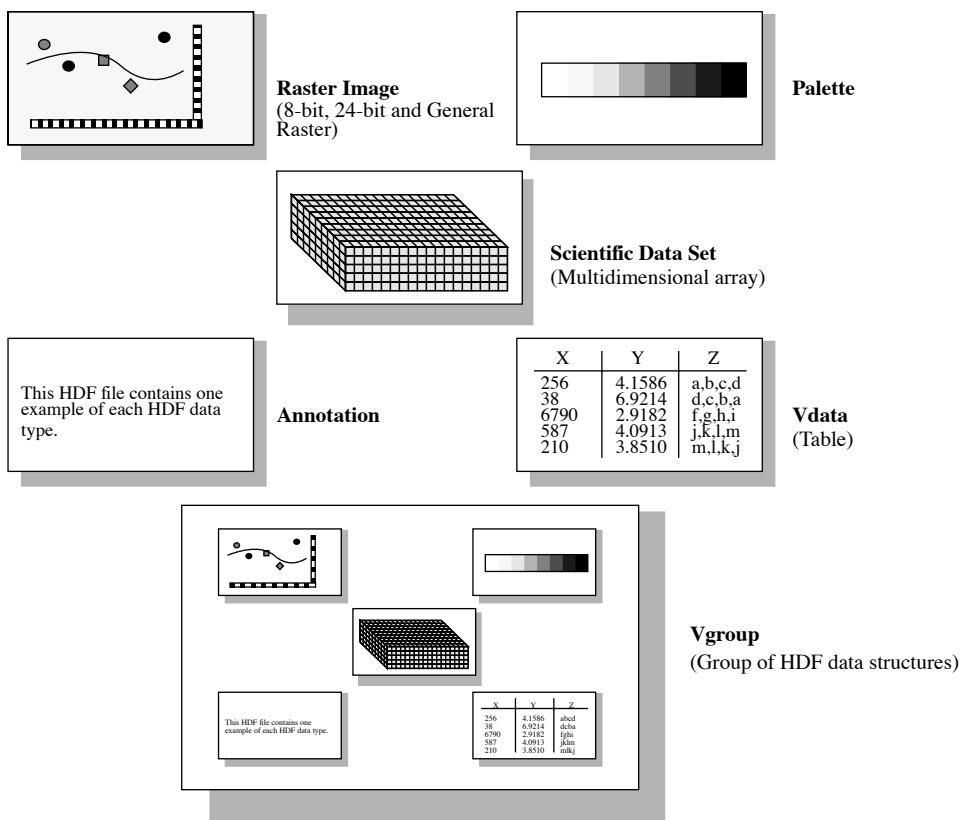 Raster Image
(8-bit, 24-bit and General
Raster)
Palette
Scientific Data Set
(Multidimensional array)
This HDF file contains one
example of each HDF data
type.
Annotation
X Y Z
256 4.1586 a,b,c,d
38 6.9214 d,c,b,a
6790 2.9182 f,g,h,i
587 4.0913 j,k,l,m
210 3.8510 m,l,k,j
Vdata
(Table)
This HDF file contains one
example of each HDF data type.
X Y Z
256 4.1586 abcd
38 6.9214 dcba
6790 2.9182 fghi
587 4.0913 jklm
210 3.8510 mlkj
Vgroup
(Group of HDF data structures)